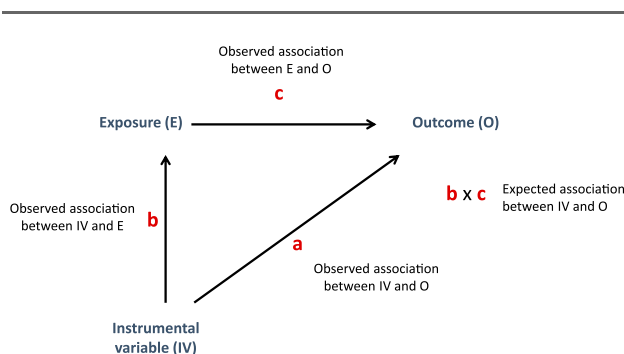 Observed association
between E and O
c
Exposure (E)
Outcome (O)
b x c
Expected association
between IV and O
Observed association
between IV and E
b
a
Observed association
between IV and O
Instrumental
variable (IV)